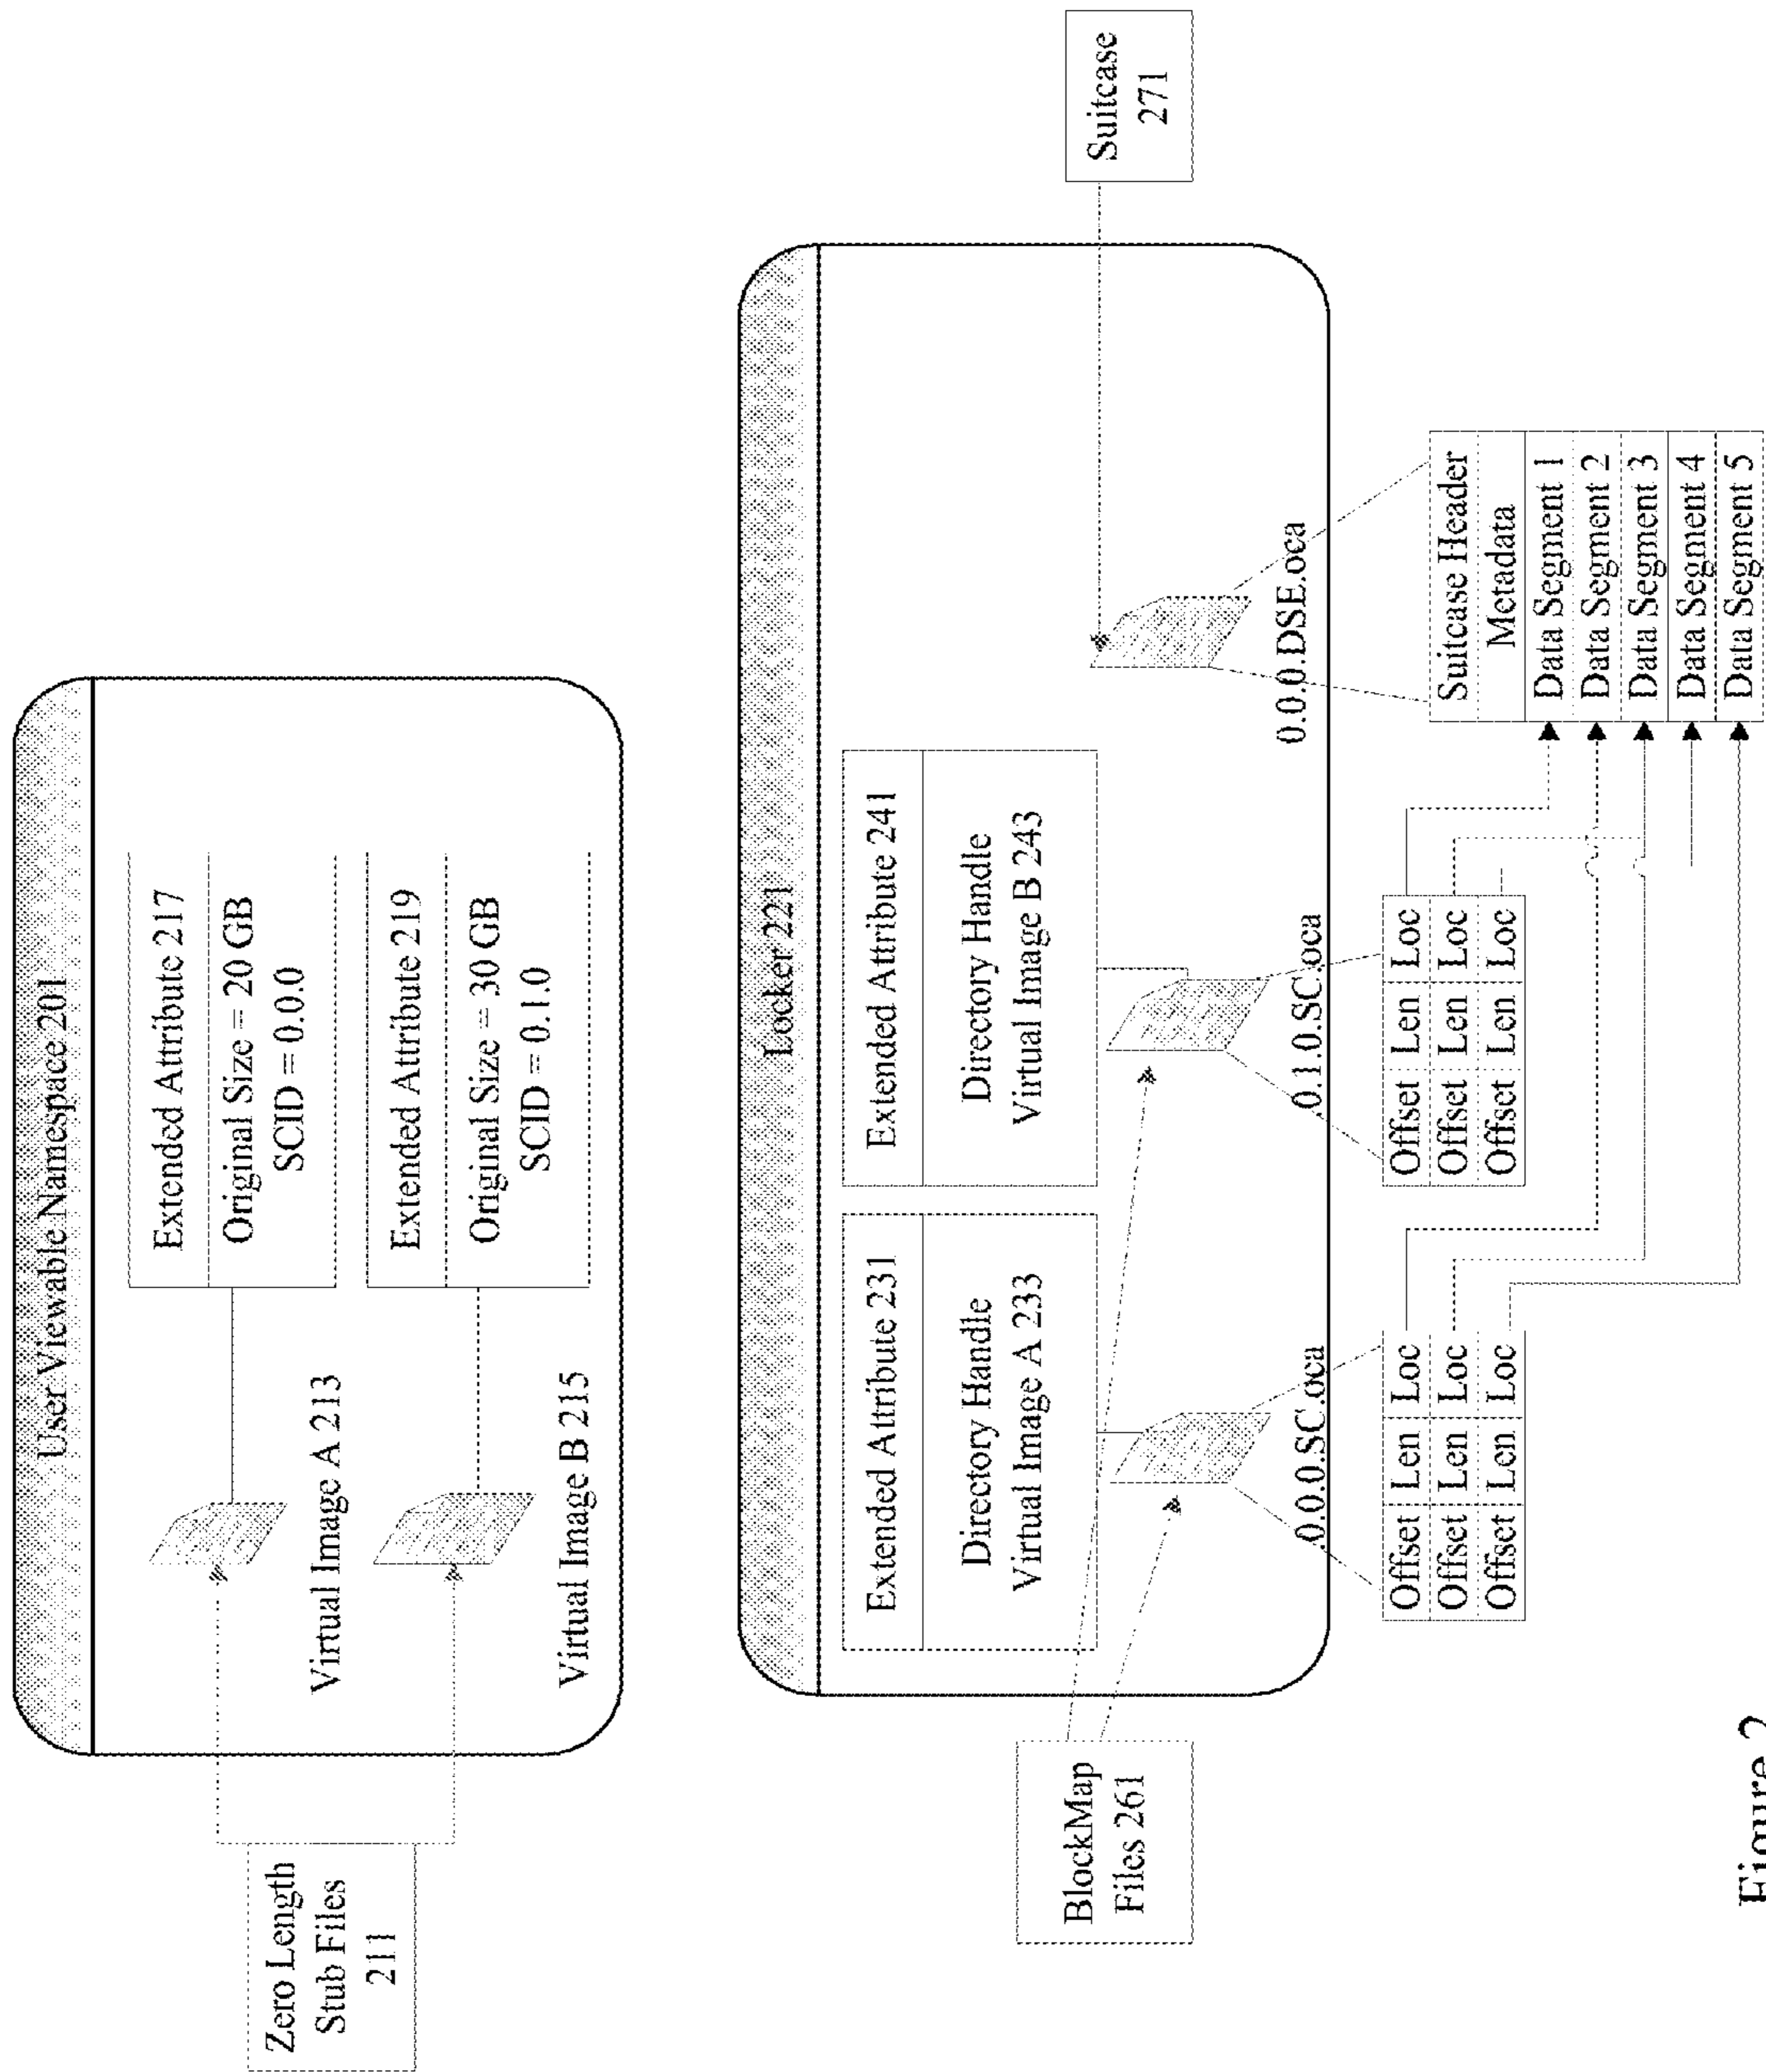 User Viewable Namespace 201
Zero Length
Stub Files
211
Virtual Image A 213
Extended Attribute 217
Original Size = 20 GB
SCID = 0.0.0
Virtual Image B 215
Extended Attribute 219
Original Size = 30 GB
SCID = 0.1.0
Locker 221
Extended Attribute 231
Directory Handle
Virtual Image A 233
Extended Attribute 241
Directory Handle
Virtual Image B 243
BlockMap
Files 261
Suitcase
271
.0.0.0.SC.oca
.0.1.0.SC.oca
0.0.0.DSE.oca
Offset Len Loc
Offset Len Loc
Offset Len Loc
Offset Len Loc
Offset Len Loc
Offset Len Loc
Suitcase Header
Metadata
Data Segment 1
Data Segment 2
Data Segment 3
Data Segment 4
Data Segment 5
Figure 2